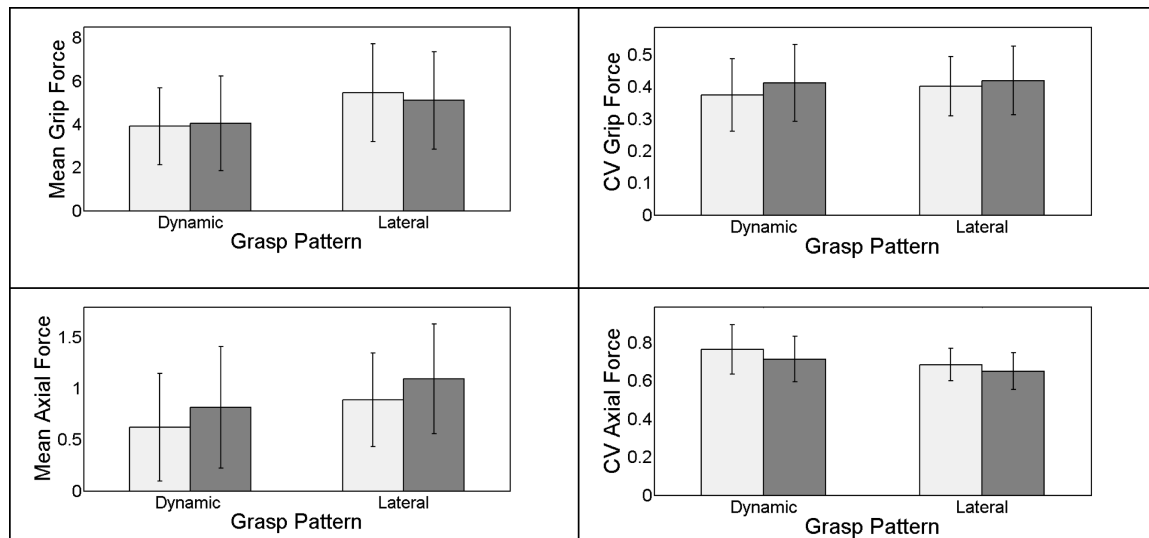 Mean Grip Force
8
6
4
2
0
Dynamic Lateral
Grasp Pattern
CV Grip Force
0.5
0.4
0.3
0.2
0.1
0
Dynamic Lateral
Grasp Pattern
Mean Axial Force
1.5
1
0.5
0
Dynamic Lateral
Grasp Pattern
CV Axial Force
0.8
0.6
0.4
0.2
0
Dynamic Lateral
Grasp Pattern